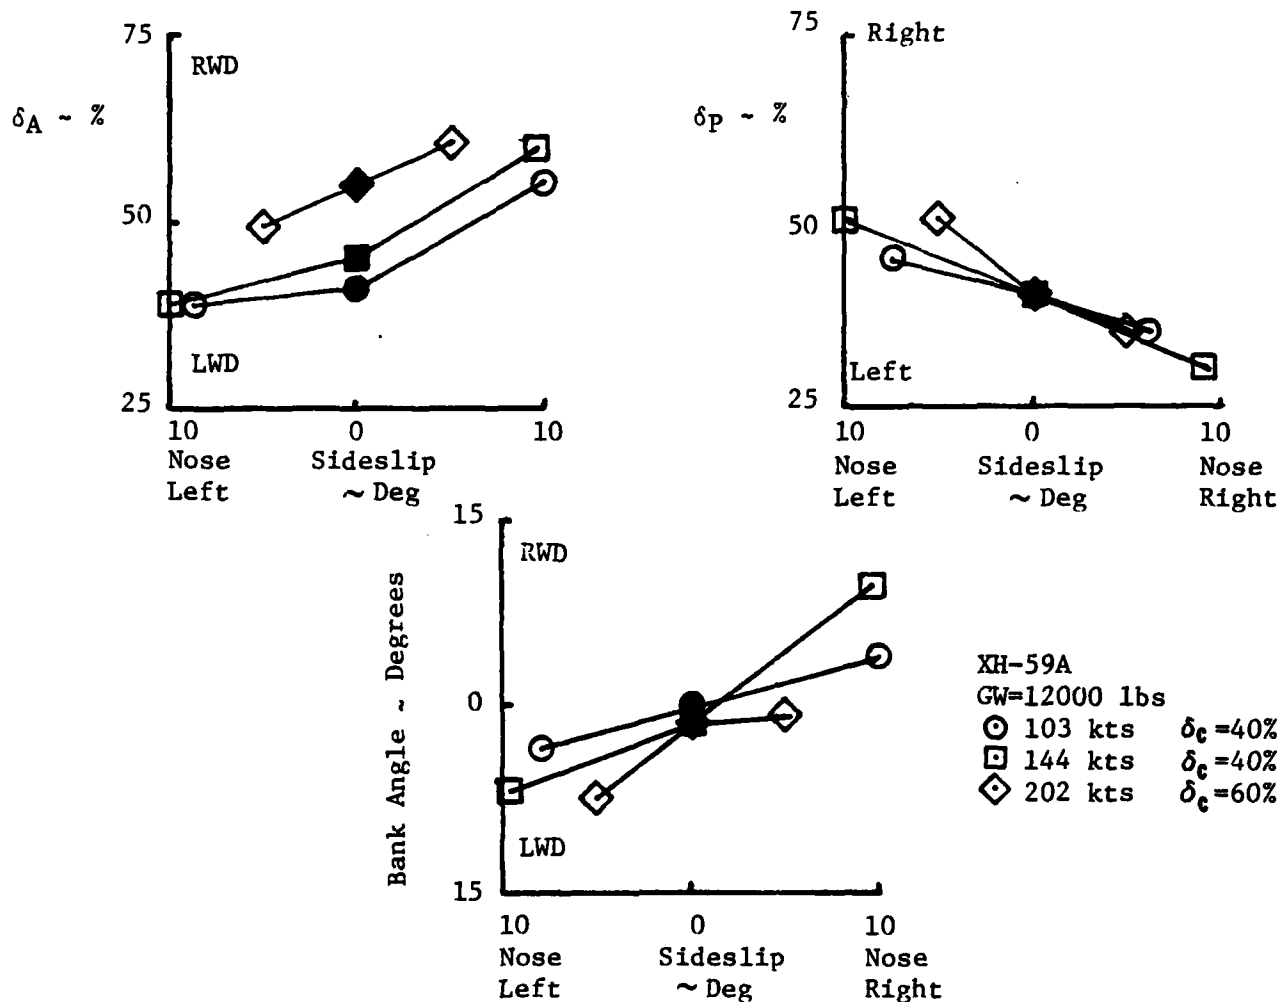 75
RWD
δA ~ %
50
LWD
25
10 0 10
Nose Sideslip
Left ~ Deg
75 Right
δP ~ %
50
Left
25
10 0 10
Nose Sideslip Nose
Left ~ Deg Right
15
RWD
Bank Angle ~ Degrees
0
LWD
15
10 0 10
Nose Sideslip Nose
Left ~ Deg Right
XH-59A
GW=12000 lbs
103 kts δc=40%
144 kts δc=40%
202 kts δc=60%